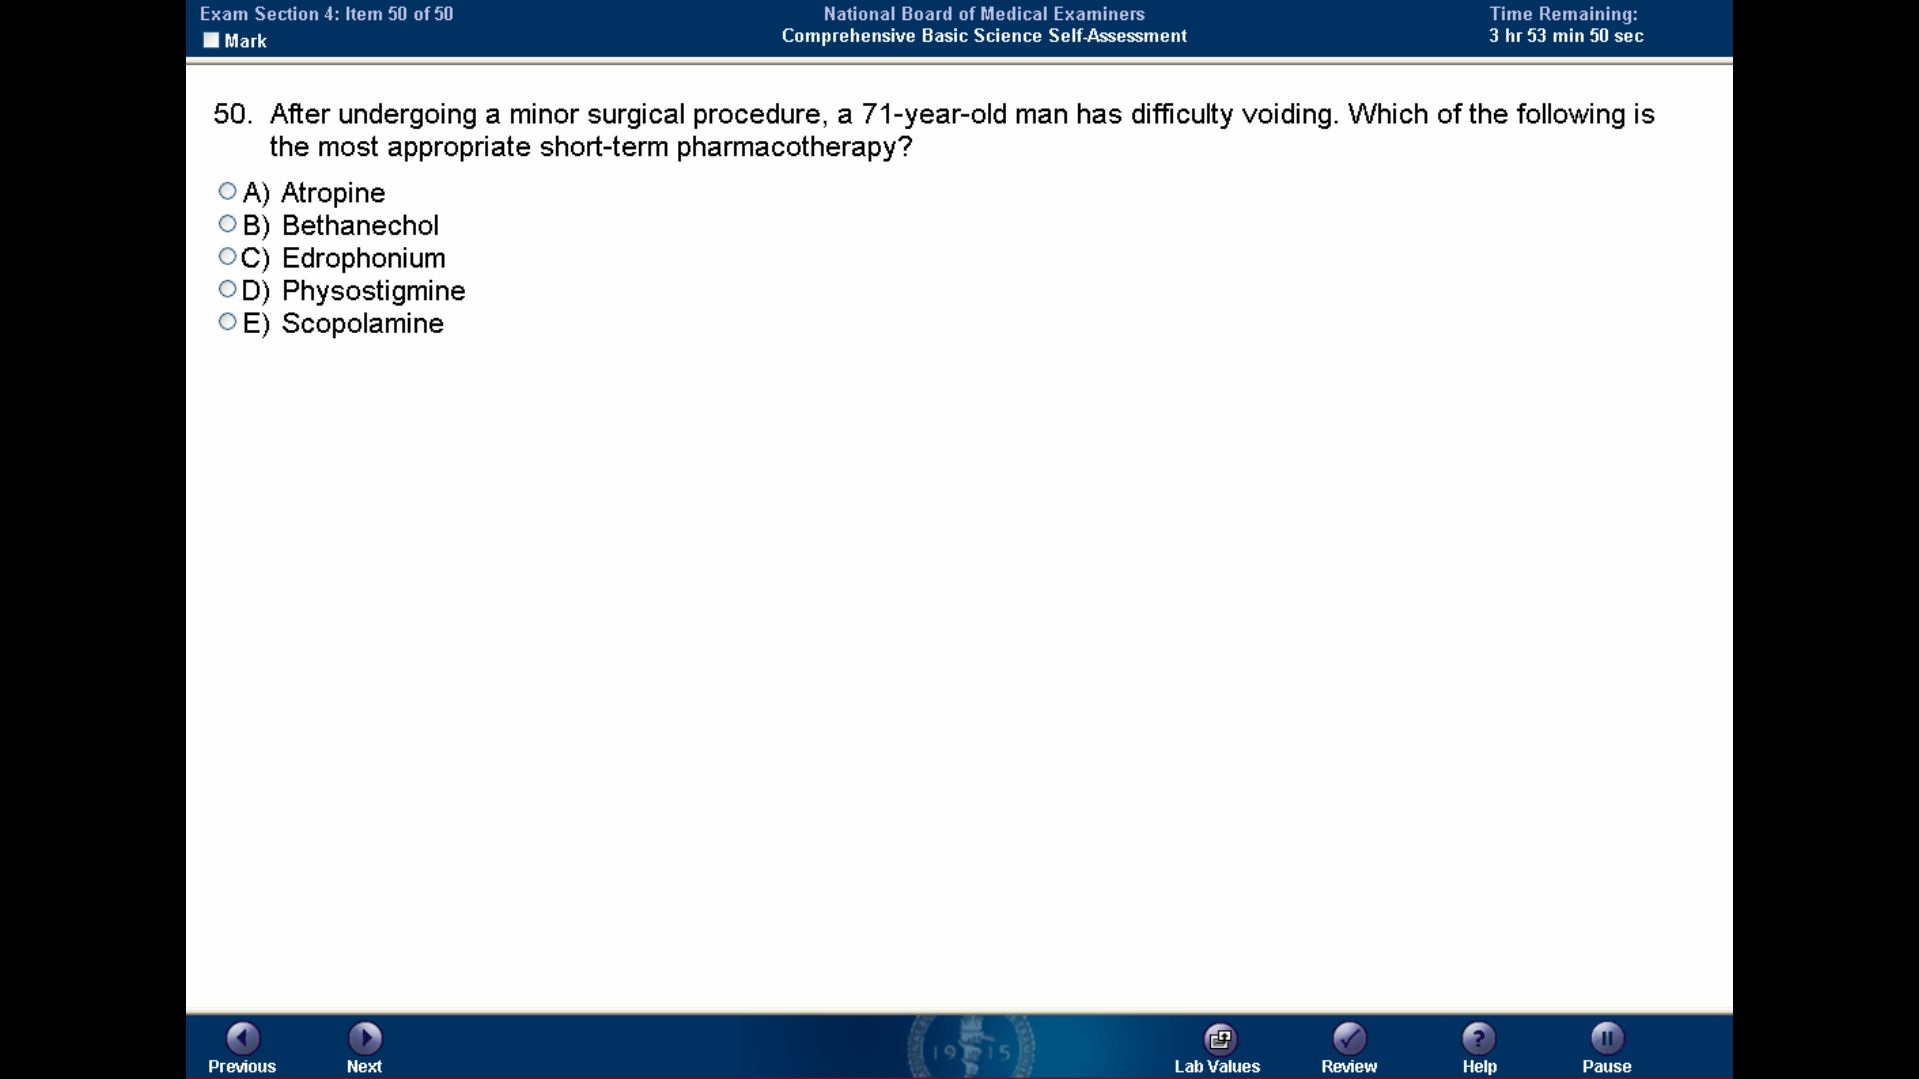 Exam Section 4: Item 50 of 50
Mark
National Board of Medical Examiners
Comprehensive Basic Science Self-Assessment
Time Remaining:
3 hr 53 min 50 sec
50. After undergoing a minor surgical procedure, a 71-year-old man has difficulty voiding. Which of the following is
the most appropriate short-term pharmacotherapy?
A) Atropine
B) Bethanechol
C) Edrophonium
D) Physostigmine
E) Scopolamine
Previous
Next
1915
Lab Values
Review
Help
Pause